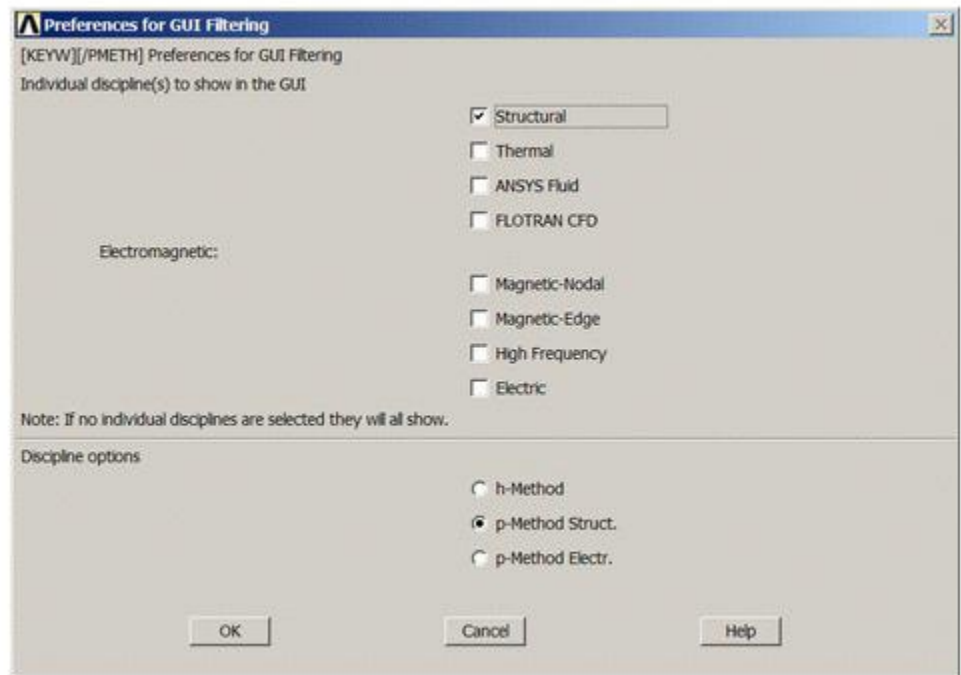 Preferences for GUI Filtering
[KEYW][/PMETH] Preferences for GUI Filtering
Individual discipline(s) to show in the GUI
Structural
Thermal
ANSYS Fluid
FLOTRAN CFD
Electromagnetic:
Magnetic-Nodal
Magnetic-Edge
High Frequency
Electric
Note: If no individual disciplines are selected they will all show.
Discipline options
h-Method
p-Method Struct.
p-Method Electr.
OK Cancel Help